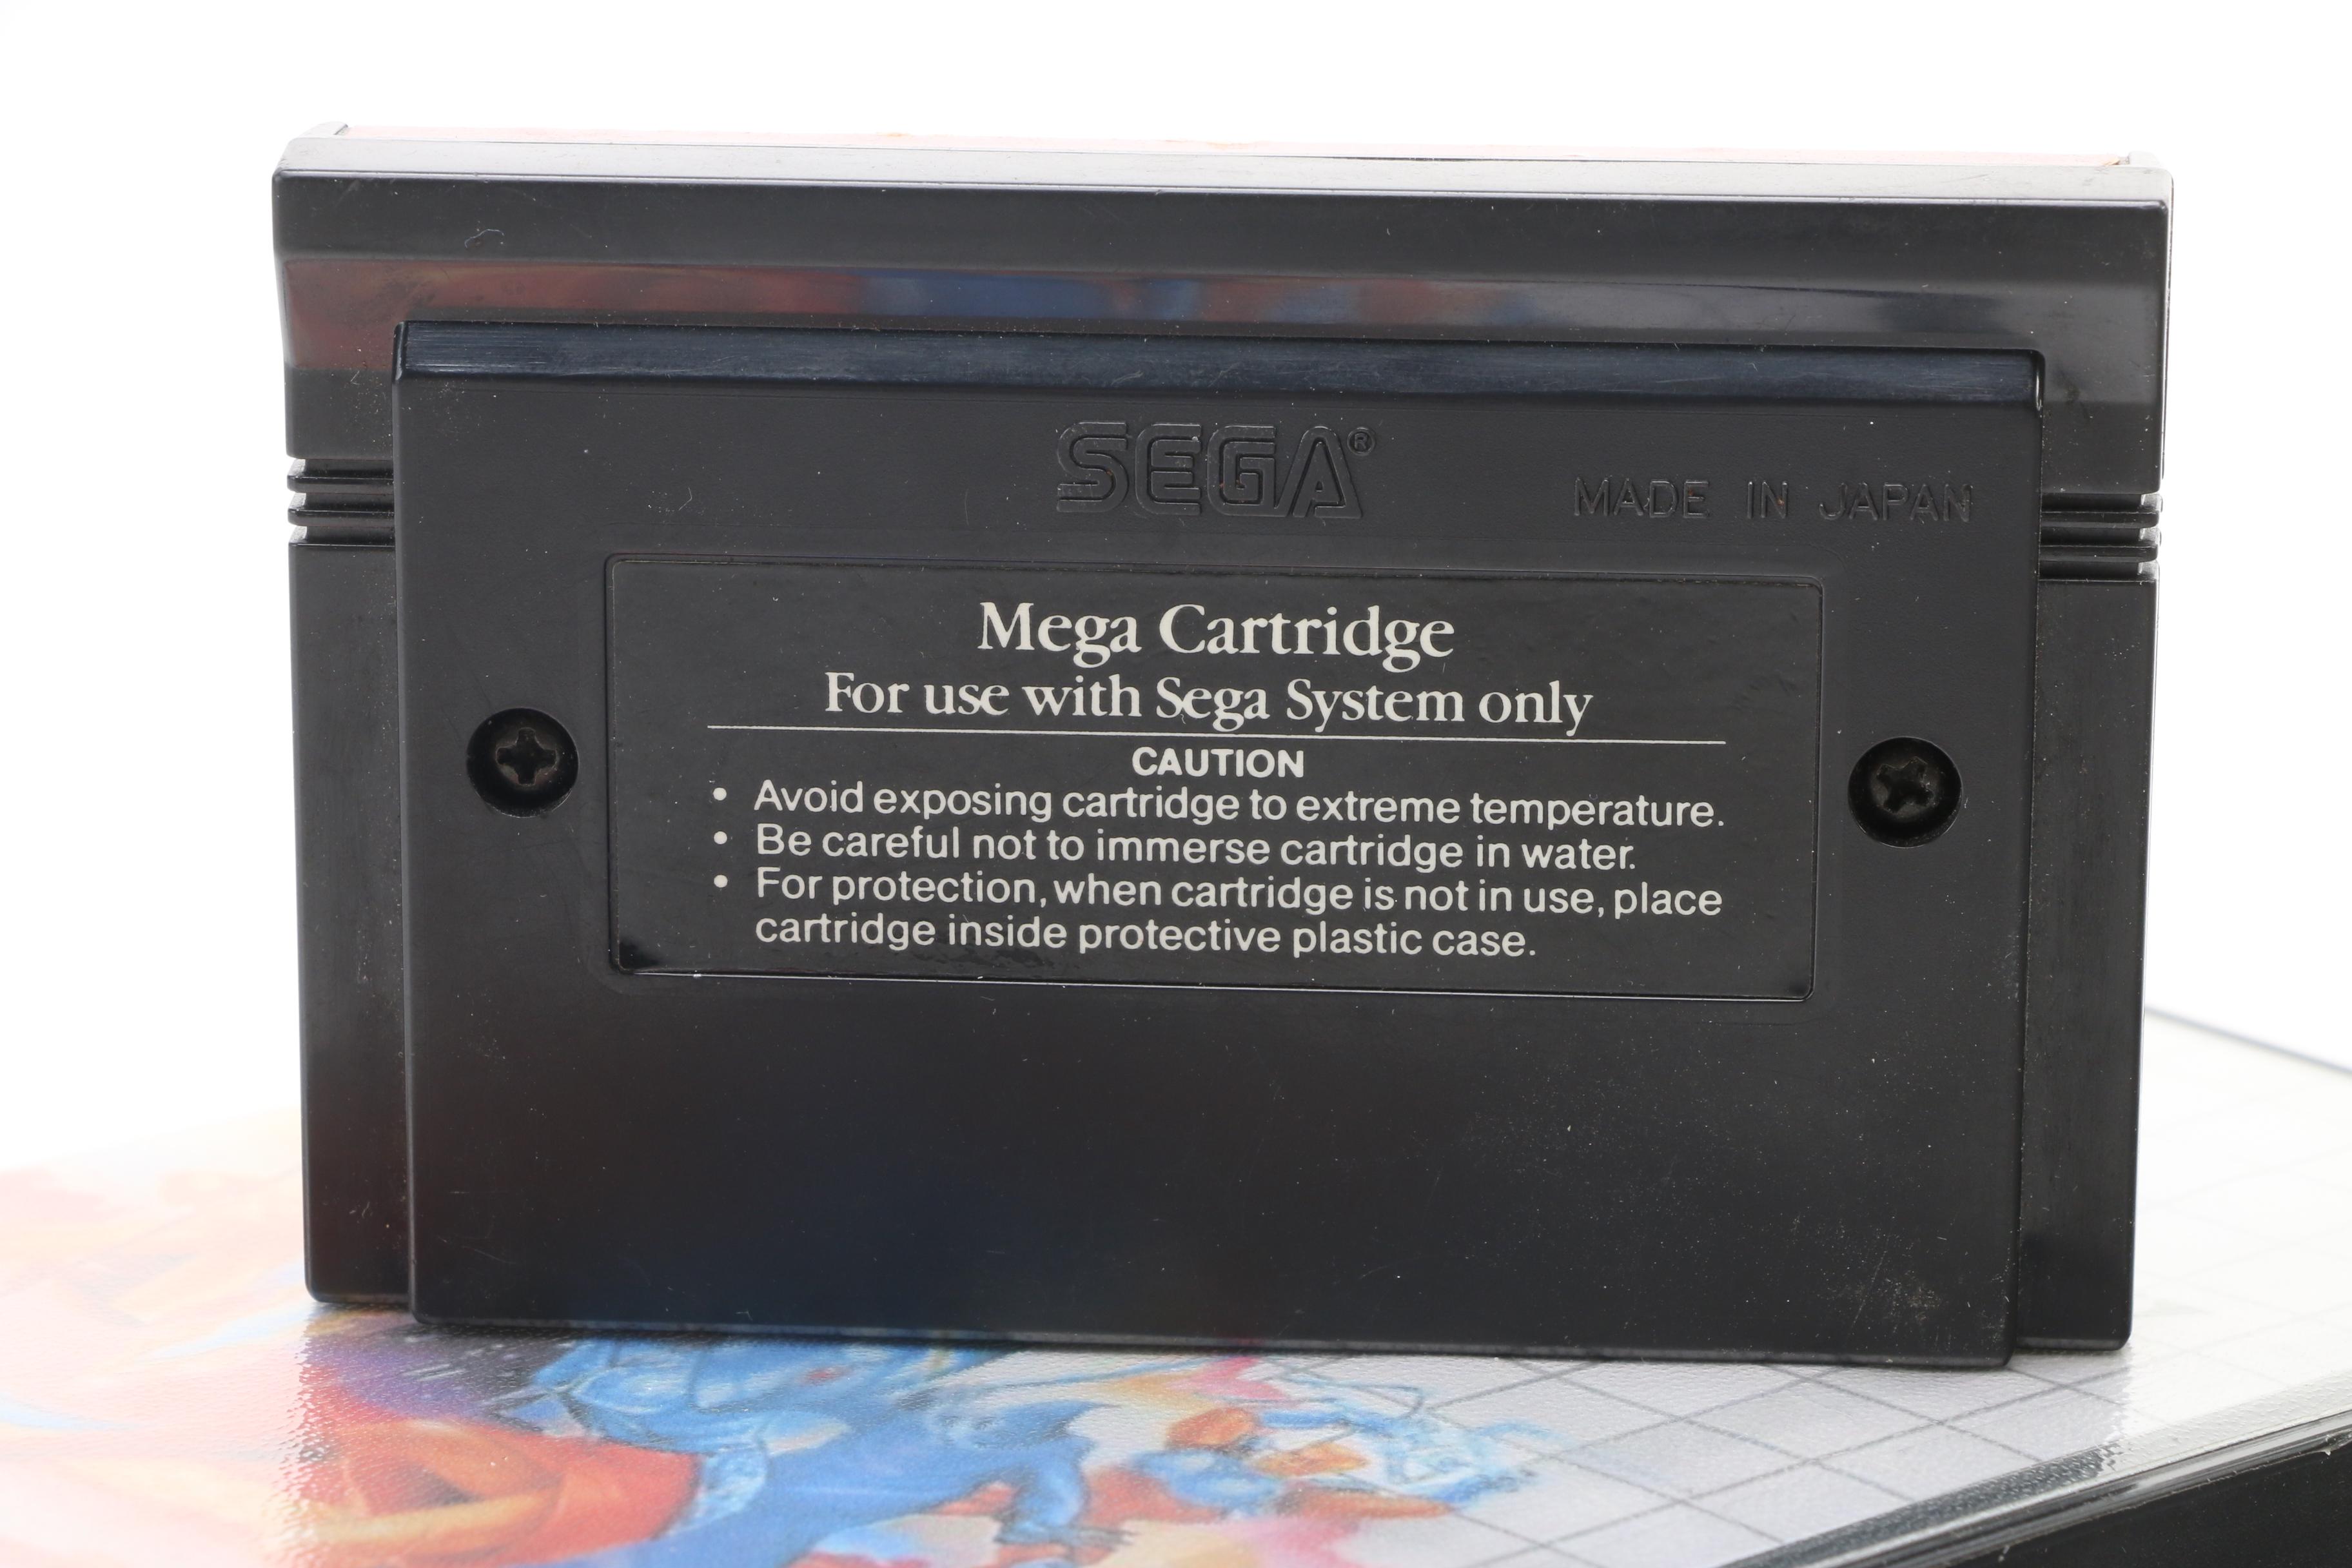 SEGA®
MADE IN JAPAN
Mega Cartridge
For use with Sega System only
CAUTION
• Avoid exposing cartridge to extreme temperature.
• Be careful not to immerse cartridge in water.
• For protection, when cartridge is not in use, place
cartridge inside protective plastic case.